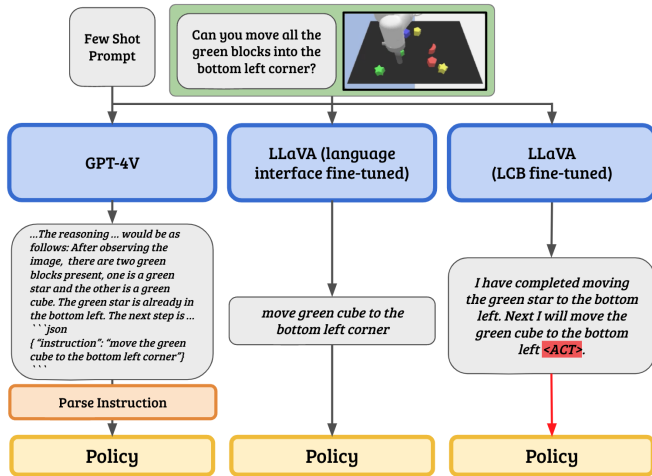 Few Shot
Prompt
Can you move all the
green blocks into the
bottom left corner?
GPT-4V
LLaVA (language
interface fine-tuned)
LLaVA
(LCB fine-tuned)
...The reasoning ... would be as
follows: After observing the
image, there are two green
blocks present, one is a green
star and the other is a green
cube. The green star is already in
the bottom left. The next step is ...
```json
{ "instruction": "move the green
cube to the bottom left corner"}
```
move green cube to the
bottom left corner
I have completed moving
the green star to the bottom
left. Next I will move the
green cube to the bottom
left <ACT>.
Parse Instruction
Policy
Policy
Policy